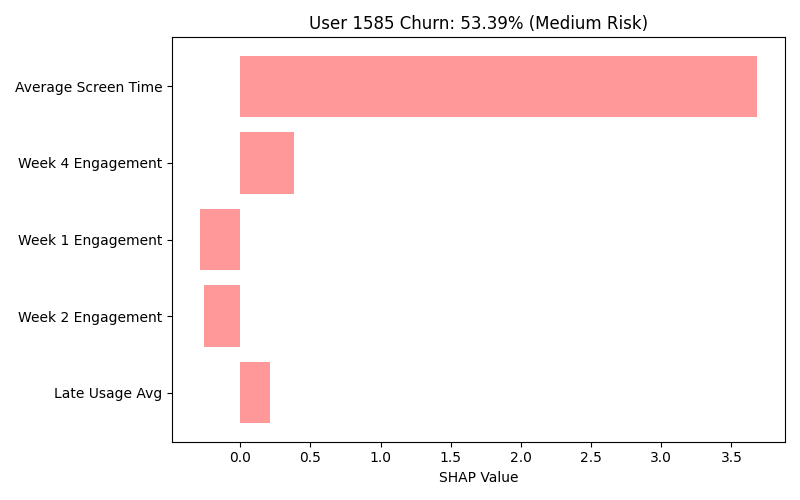 User 1585 Churn: 53.39% (Medium Risk)
Average Screen Time
Week 4 Engagement
Week 1 Engagement
Week 2 Engagement
Late Usage Avg
0.0 0.5 1.0 1.5 2.0 2.5 3.0 3.5
SHAP Value